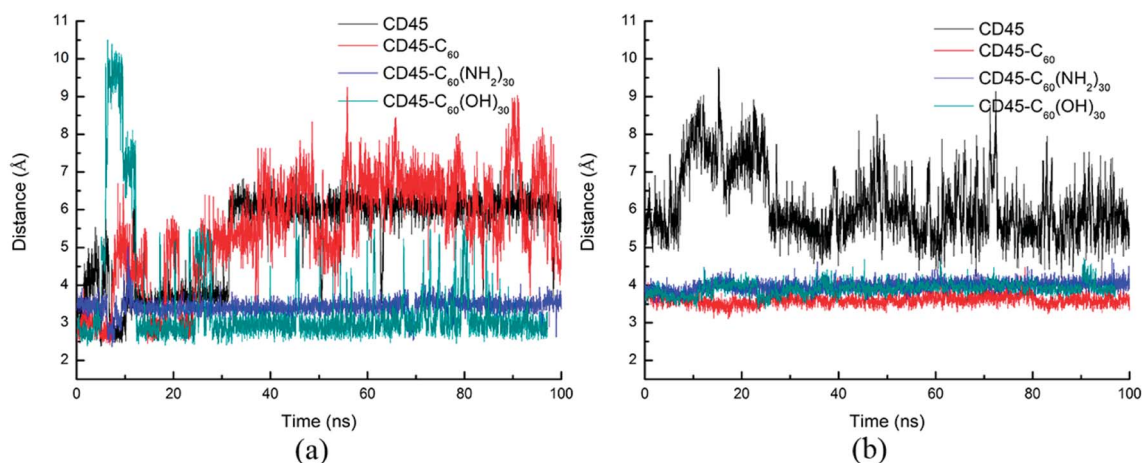 11
10
9
8
7
6
5
4
3
2
Distance (Å)
CD45
CD45-C60
CD45-C60(NH2)30
CD45-C60(OH)30
0 20 40 60 80 100
Time (ns)
(a)
11
10
9
8
7
6
5
4
3
2
Distance (Å)
CD45
CD45-C60
CD45-C60(NH2)30
CD45-C60(OH)30
0 20 40 60 80 100
Time (ns)
(b)